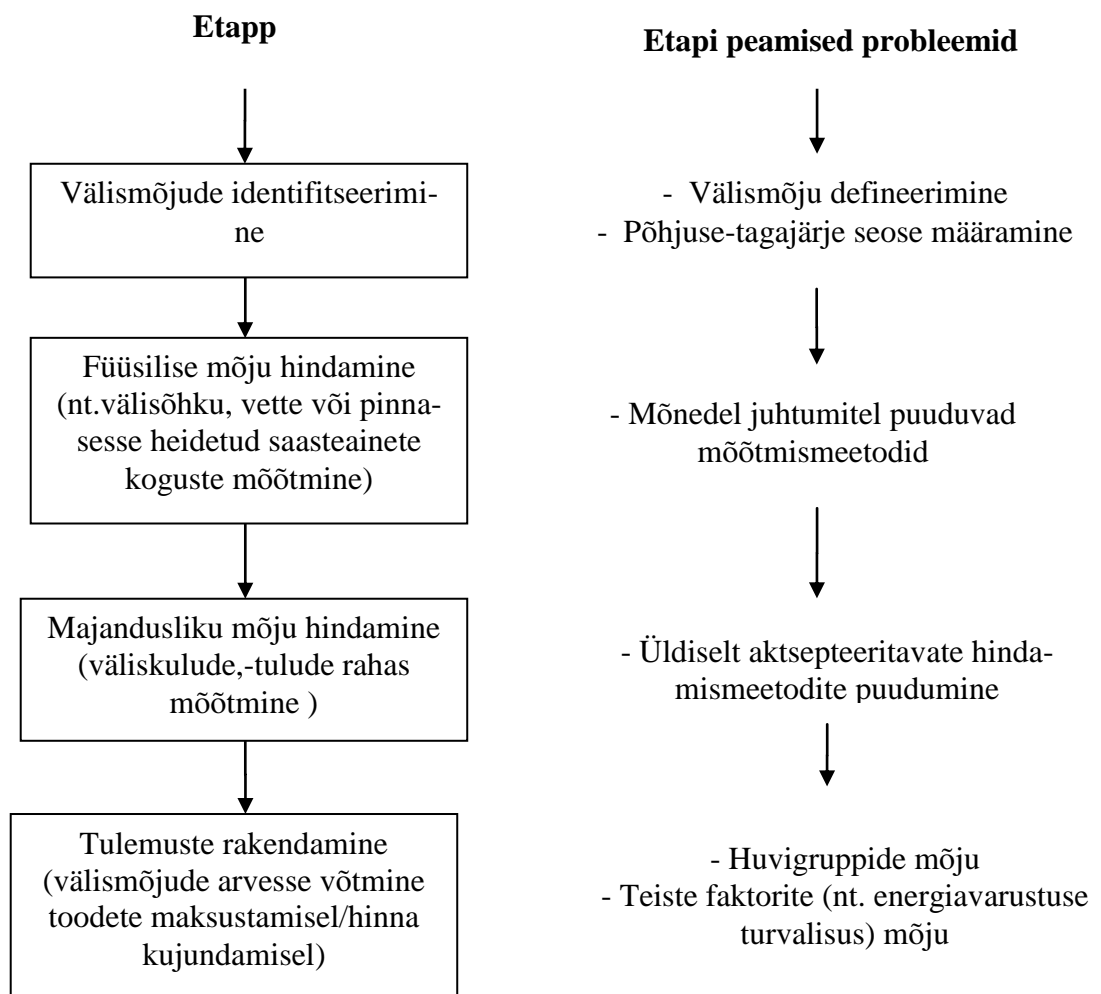 Etapp
Etapi peamised probleemid
Välismõjude identifitseerimi-
ne
- Välismõju defineerimine
- Põhjuse-tagajärje seose määramine
Füüsilise mõju hindamine
(nt.välisõhku, vette või pinna-
sesse heidetud saasteainete
koguste mõõtmine)
- Mõnedel juhtumitel puuduvad
mõõtmismeetodid
Majandusliku mõju hindamine
(väliskulude,-tulude rahas
mõõtmine )
- Üldiselt aktsepteeritavate hinda-
mismeetodite puudumine
Tulemuste rakendamine
(välismõjude arvesse võtmine
toodete maksustamisel/hinna
kujundamisel)
- Huvigruppide mõju
- Teiste faktorite (nt. energiavarustuse
turvalisus) mõju